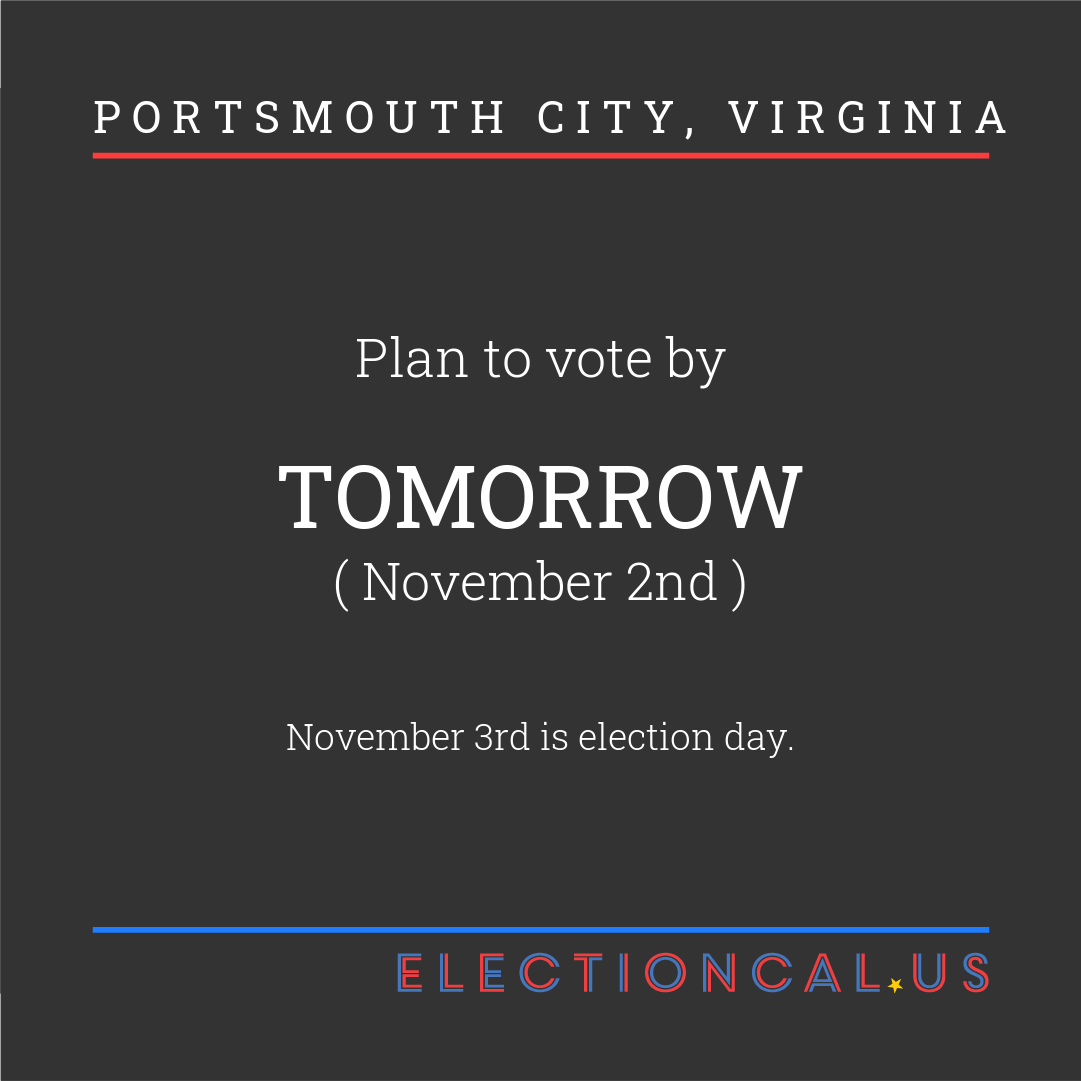 PORTSMOUTH CITY, VIRGINIA
Plan to vote by
TOMORROW
( November 2nd )
November 3rd is election day.
ELECTIONCAL.US